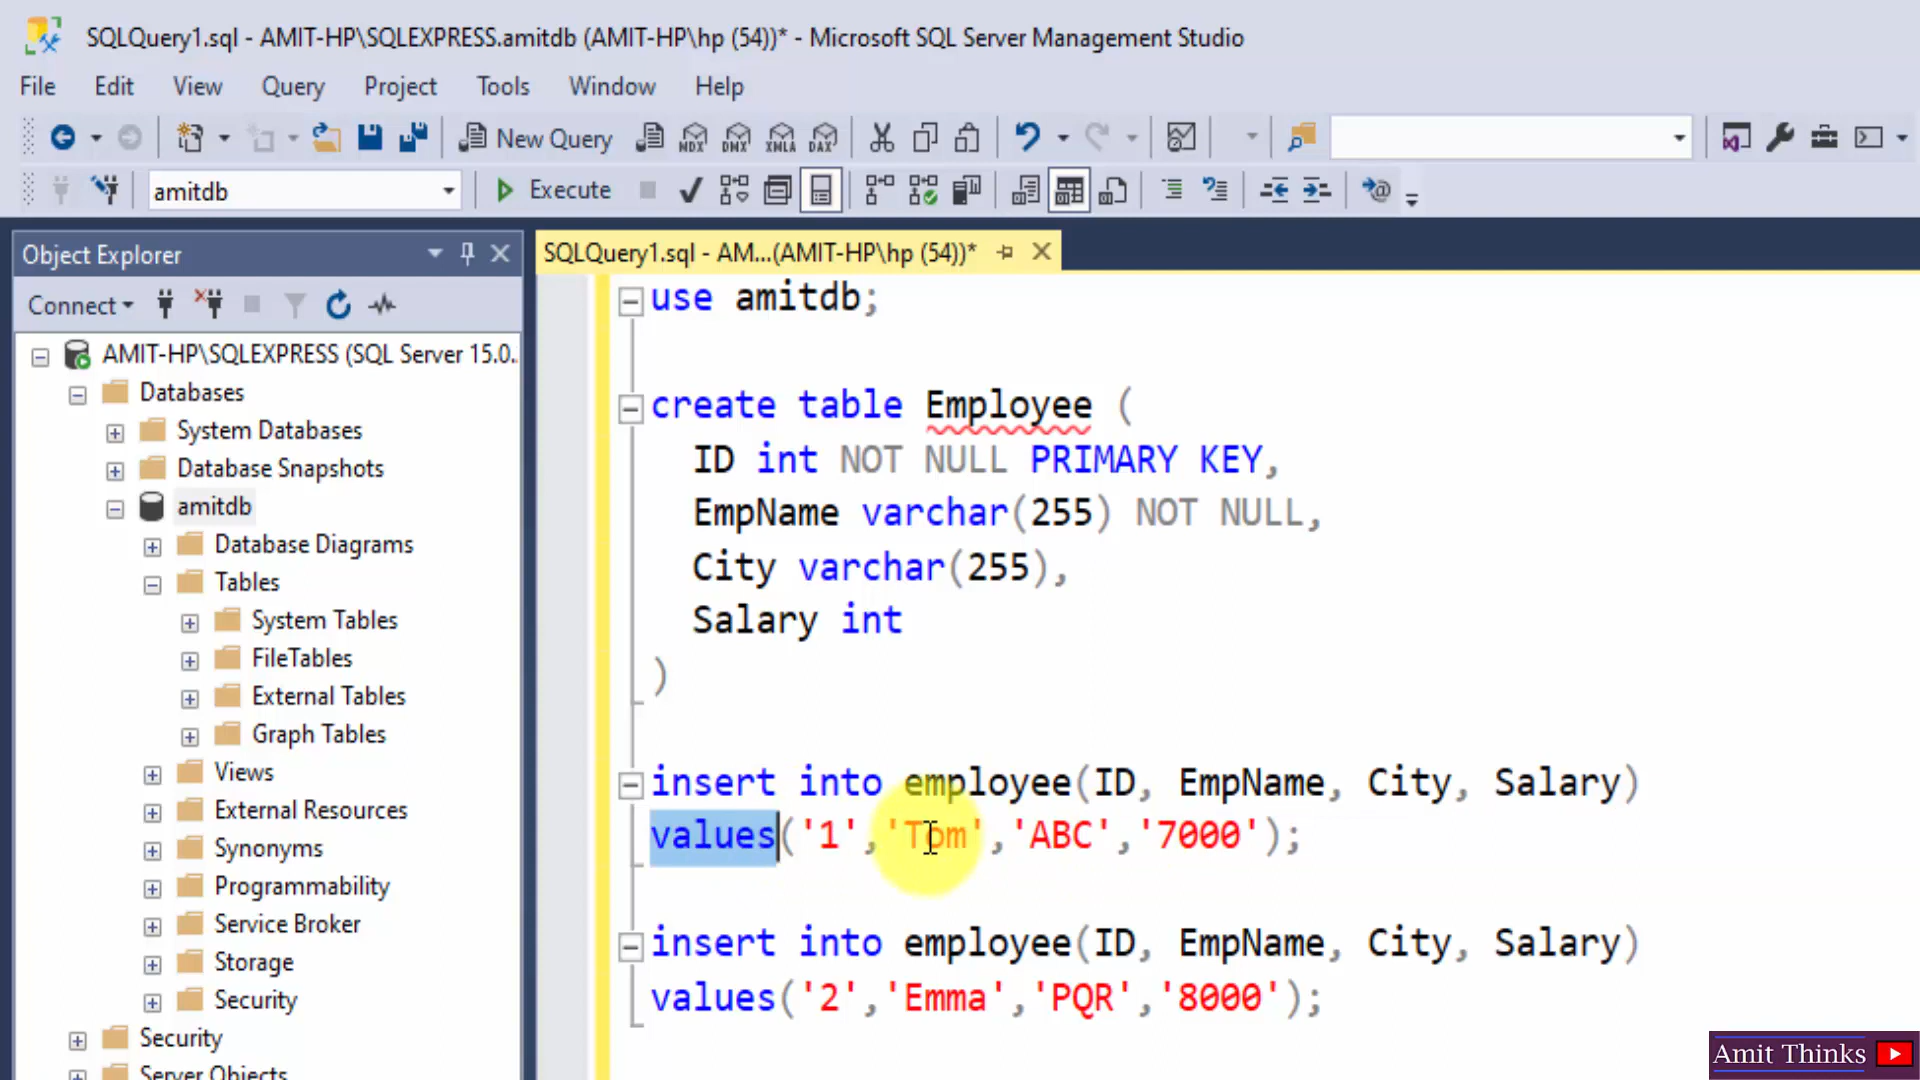 SQLQuery1.sql - AMIT-HP\SQLEXPRESS.amitdb (AMIT-HP\hp (54))* - Microsoft SQL Server Management Studio
File Edit View Query Project Tools Window Help
New Query MDX DMX XMLA DAX
amitdb Execute
Object Explorer
SQLQuery1.sql - AM...(AMIT-HP\hp (54))*
Connect
AMIT-HP\SQLEXPRESS (SQL Server 15.0.
Databases
System Databases
Database Snapshots
amitdb
Database Diagrams
Tables
System Tables
FileTables
External Tables
Graph Tables
Views
External Resources
Synonyms
Programmability
Service Broker
Storage
Security
Security
Server Objects
use amitdb;
create table Employee (
ID int NOT NULL PRIMARY KEY,
EmpName varchar(255) NOT NULL,
City varchar(255),
Salary int
)
insert into employee(ID, EmpName, City, Salary)
values('1','Tom','ABC','7000');
insert into employee(ID, EmpName, City, Salary)
values('2','Emma','PQR','8000');
Amit Thinks